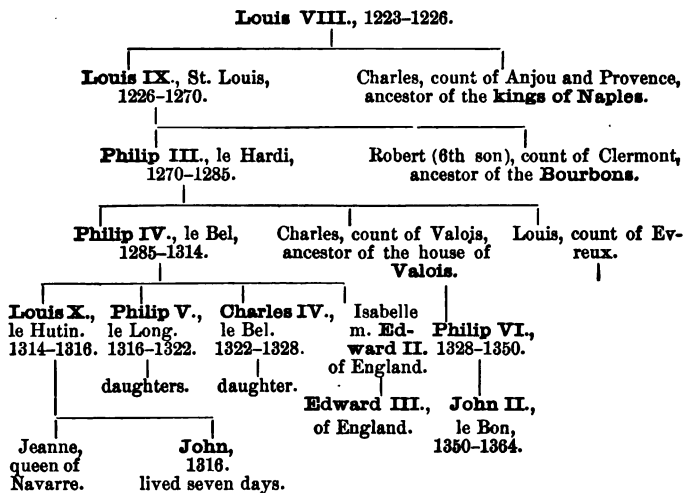 Louis VIII., 1223–1226.
Louis IX., St. Louis,
1226–1270.
Charles, count of Anjou and Provence,
ancestor of the kings of Naples.
Philip III., le Hardi,
1270–1285.
Robert (6th son), count of Clermont,
ancestor of the Bourbons.
Philip IV., le Bel,
1285–1314.
Charles, count of Valois,
ancestor of the house of
Valois.
Louis, count of Ev-
reux.
Louis X.,
le Hutin.
1314–1316.
Philip V.,
le Long.
1316–1322.
daughters.
Charles IV.,
le Bel.
1322–1328.
daughter.
Isabelle
m. Ed-
ward II.
of England.
Philip VI.,
1328–1350.
Edward III.,
of England.
John II.,
le Bon,
1350–1364.
Jeanne,
queen of
Navarre.
John,
1316.
lived seven days.